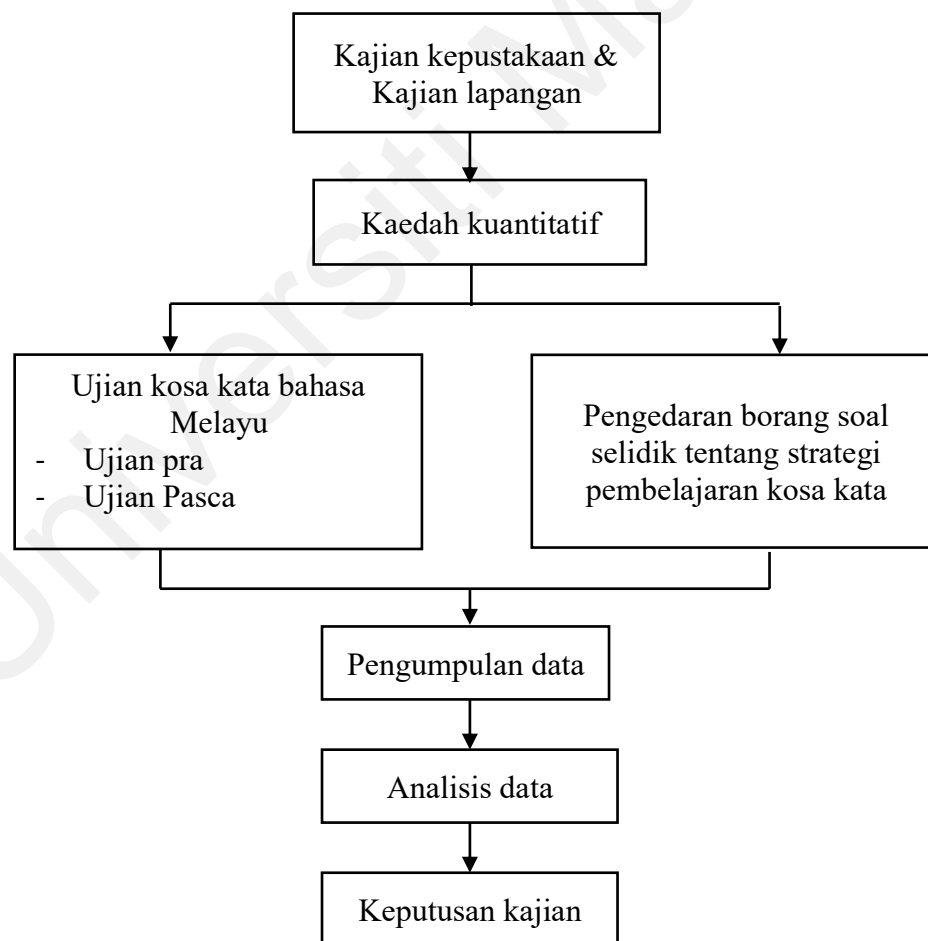 Kajian kepustakaan &
Kajian lapangan
Kaedah kuantitatif
Ujian kosa kata bahasa
Melayu
- Ujian pra
- Ujian Pasca
Pengedaran borang soal
selidik tentang strategi
pembelajaran kosa kata
Pengumpulan data
Analisis data
Keputusan kajian
Universiti